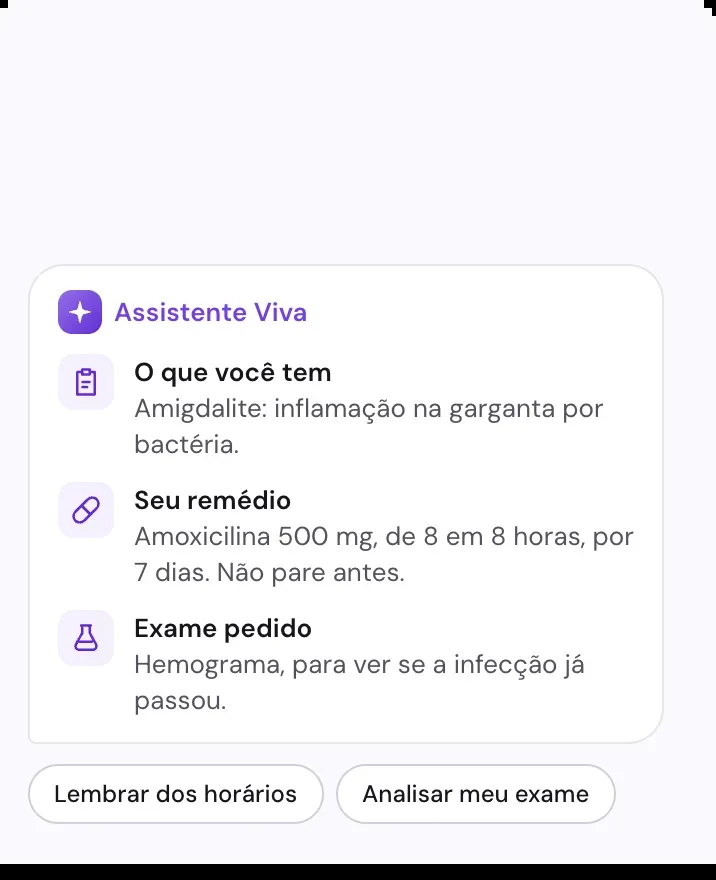 Assistente Viva
O que você tem
Amigdalite: inflamação na garganta por
bactéria.
Seu remédio
Amoxicilina 500 mg, de 8 em 8 horas, por
7 dias. Não pare antes.
Exame pedido
Hemograma, para ver se a infecção já
passou.
Lembrar dos horários
Analisar meu exame